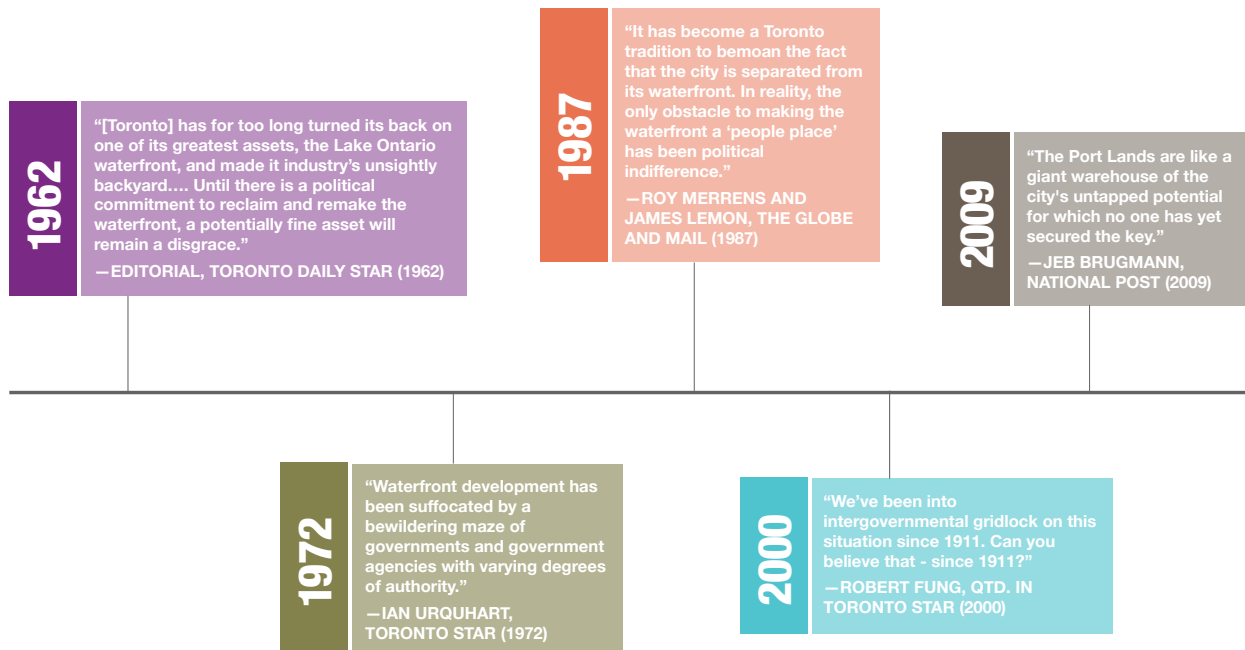 1962
“[Toronto] has for too long turned its back on
one of its greatest assets, the Lake Ontario
waterfront, and made it industry’s unsightly
backyard.... Until there is a political
commitment to reclaim and remake the
waterfront, a potentially fine asset will
remain a disgrace.”
—EDITORIAL, TORONTO DAILY STAR (1962)
1972
“Waterfront development has
been suffocated by a
bewildering maze of
governments and government
agencies with varying degrees
of authority.”
—IAN URQUHART,
TORONTO STAR (1972)
1987
“It has become a Toronto
tradition to bemoan the fact
that the city is separated from
its waterfront. In reality, the
only obstacle to making the
waterfront a ‘people place’
has been political
indifference.”
—ROY MERRENS AND
JAMES LEMON, THE GLOBE
AND MAIL (1987)
2000
“We’ve been into
intergovernmental gridlock on this
situation since 1911. Can you
believe that - since 1911?”
—ROBERT FUNG, QTD. IN
TORONTO STAR (2000)
2009
“The Port Lands are like a
giant warehouse of the
city's untapped potential
for which no one has yet
secured the key.”
—JEB BRUGMANN,
NATIONAL POST (2009)